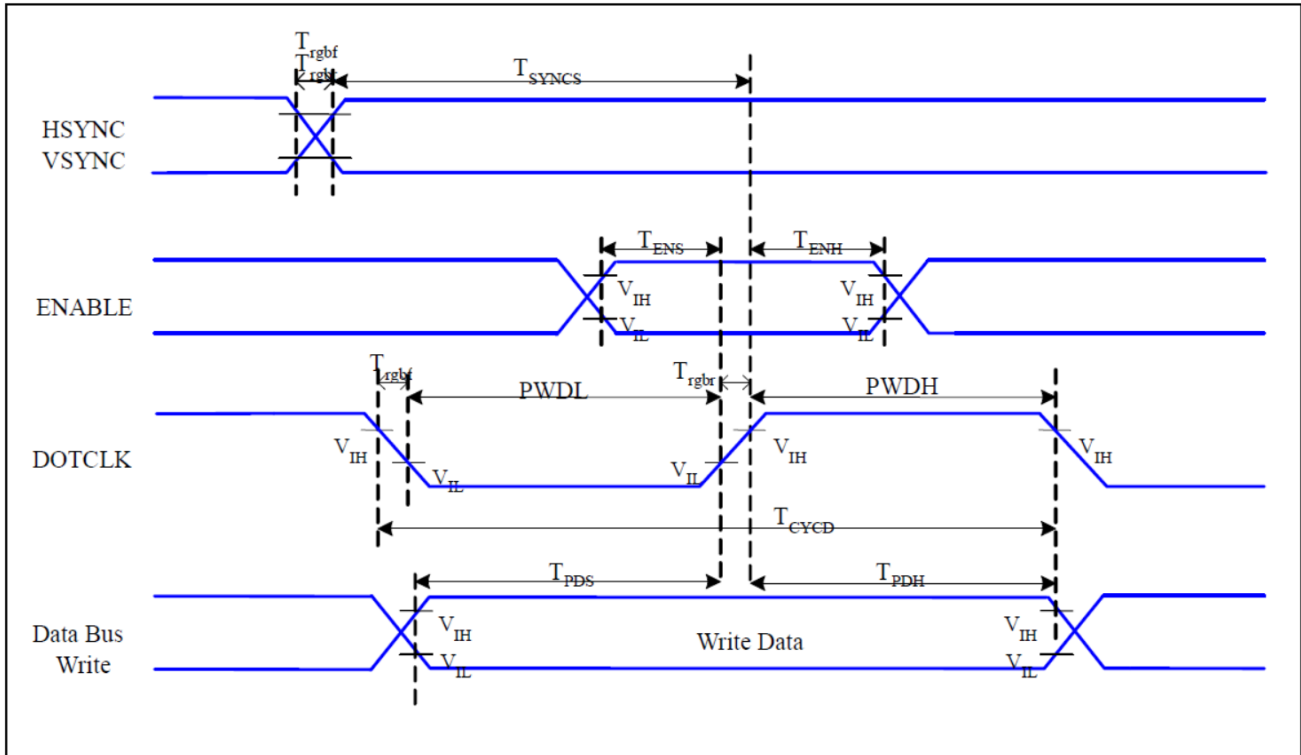 Trgbf
Trgbr
TSYNCS
HSYNC
VSYNC
TENS
TENH
ENABLE
VIH
VIH
VIL
VIL
Trgbf
PWDL
Trgbr
PWDH
DOTCLK
VIH
VIL
VIL
VIH
VIH
TCYCD
TPDS
TPDH
Data Bus
Write
VIH
VIL
Write Data
VIH
VIL